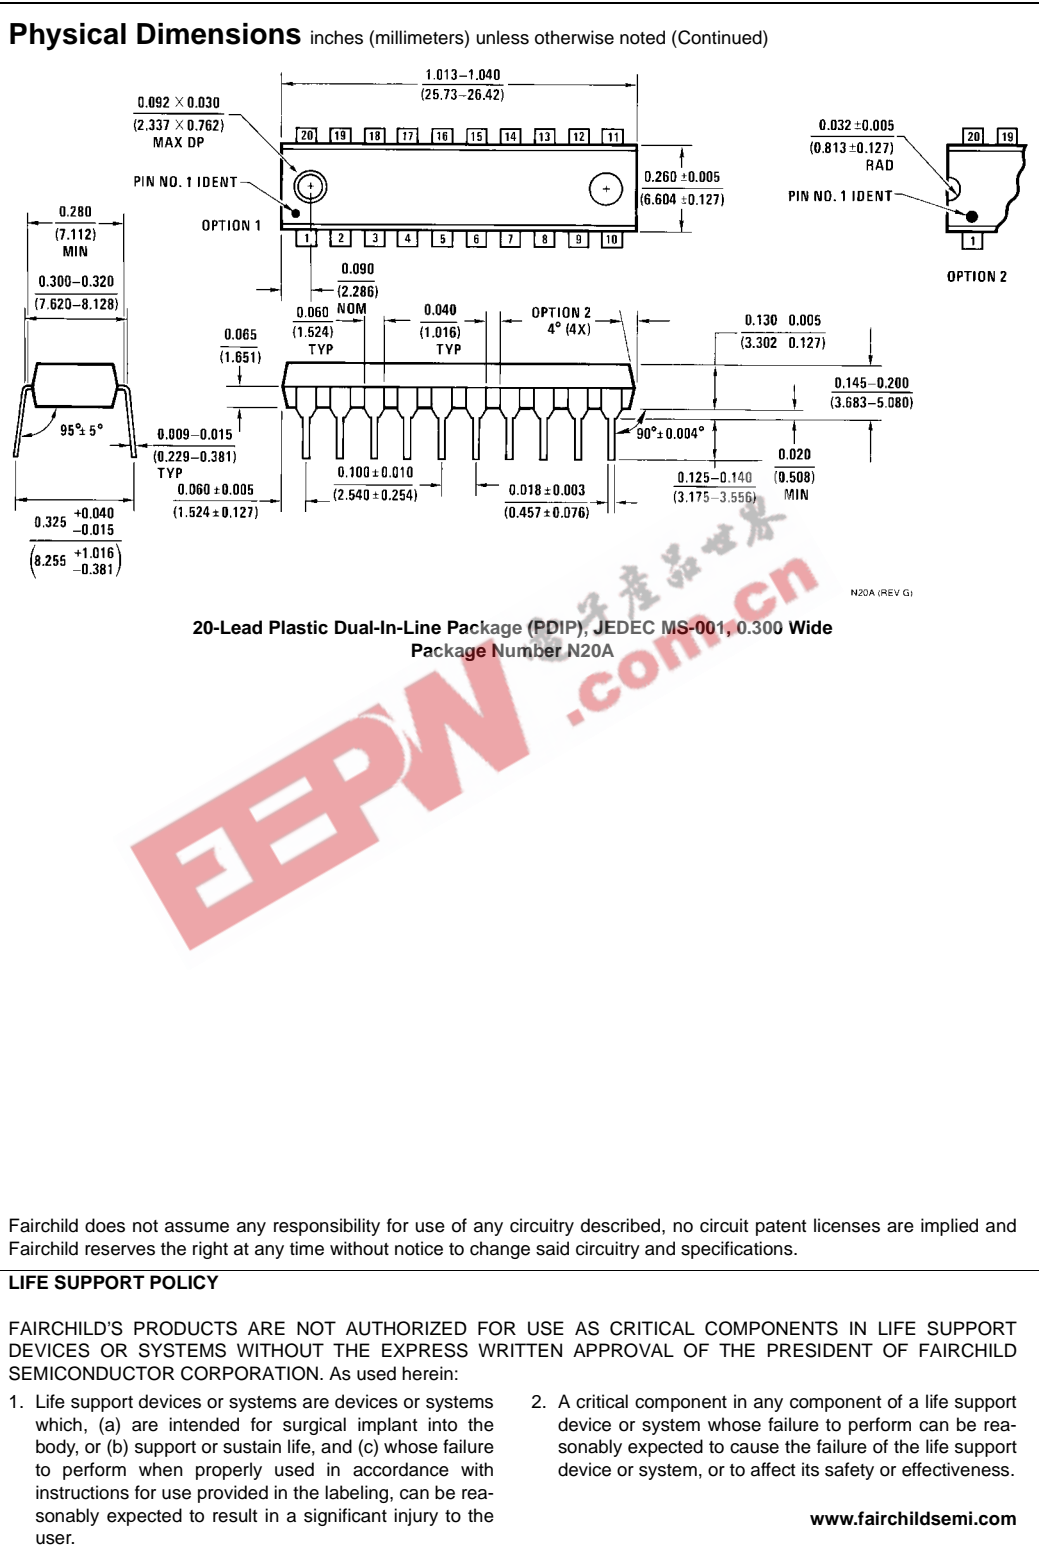 Physical Dimensions inches (millimeters) unless otherwise noted (Continued)
1.013–1.040
(25.73–26.42)
0.092 × 0.030
(2.337 × 0.762)
MAX DP
20 19 18 17 16 15 14 13 12 11
0.032 ±0.005
(0.813 ±0.127)
RAD
20 19
PIN NO. 1 IDENT
0.260 ±0.005
(6.604 ±0.127)
PIN NO. 1 IDENT
OPTION 1
1 2 3 4 5 6 7 8 9 10
1
OPTION 2
0.280
(7.112)
MIN
0.300–0.320
(7.620–8.128)
0.090
(2.286)
NOM
0.060
(1.524)
TYP
0.040
(1.016)
TYP
OPTION 2
4° (4X)
0.065
(1.651)
0.130 0.005
(3.302 0.127)
0.145–0.200
(3.683–5.080)
95°± 5°
0.009–0.015
(0.229–0.381)
TYP
90°±0.004°
0.020
(0.508)
MIN
0.125–0.140
(3.175–3.556)
0.100 ±0.010
(2.540 ±0.254)
0.060 ±0.005
(1.524 ±0.127)
0.018 ±0.003
(0.457 ±0.076)
0.325 +0.040
–0.015
(8.255 +1.016
–0.381)
N20A (REV G)
20-Lead Plastic Dual-In-Line Package (PDIP), JEDEC MS-001, 0.300 Wide
Package Number N20A
EEPW
.com.cn
电子産品世界
Fairchild does not assume any responsibility for use of any circuitry described, no circuit patent licenses are implied and
Fairchild reserves the right at any time without notice to change said circuitry and specifications.
LIFE SUPPORT POLICY
FAIRCHILD'S PRODUCTS ARE NOT AUTHORIZED FOR USE AS CRITICAL COMPONENTS IN LIFE SUPPORT
DEVICES OR SYSTEMS WITHOUT THE EXPRESS WRITTEN APPROVAL OF THE PRESIDENT OF FAIRCHILD
SEMICONDUCTOR CORPORATION. As used herein:
1. Life support devices or systems are devices or systems
which, (a) are intended for surgical implant into the
body, or (b) support or sustain life, and (c) whose failure
to perform when properly used in accordance with
instructions for use provided in the labeling, can be rea-
sonably expected to result in a significant injury to the
user.
2. A critical component in any component of a life support
device or system whose failure to perform can be rea-
sonably expected to cause the failure of the life support
device or system, or to affect its safety or effectiveness.
www.fairchildsemi.com